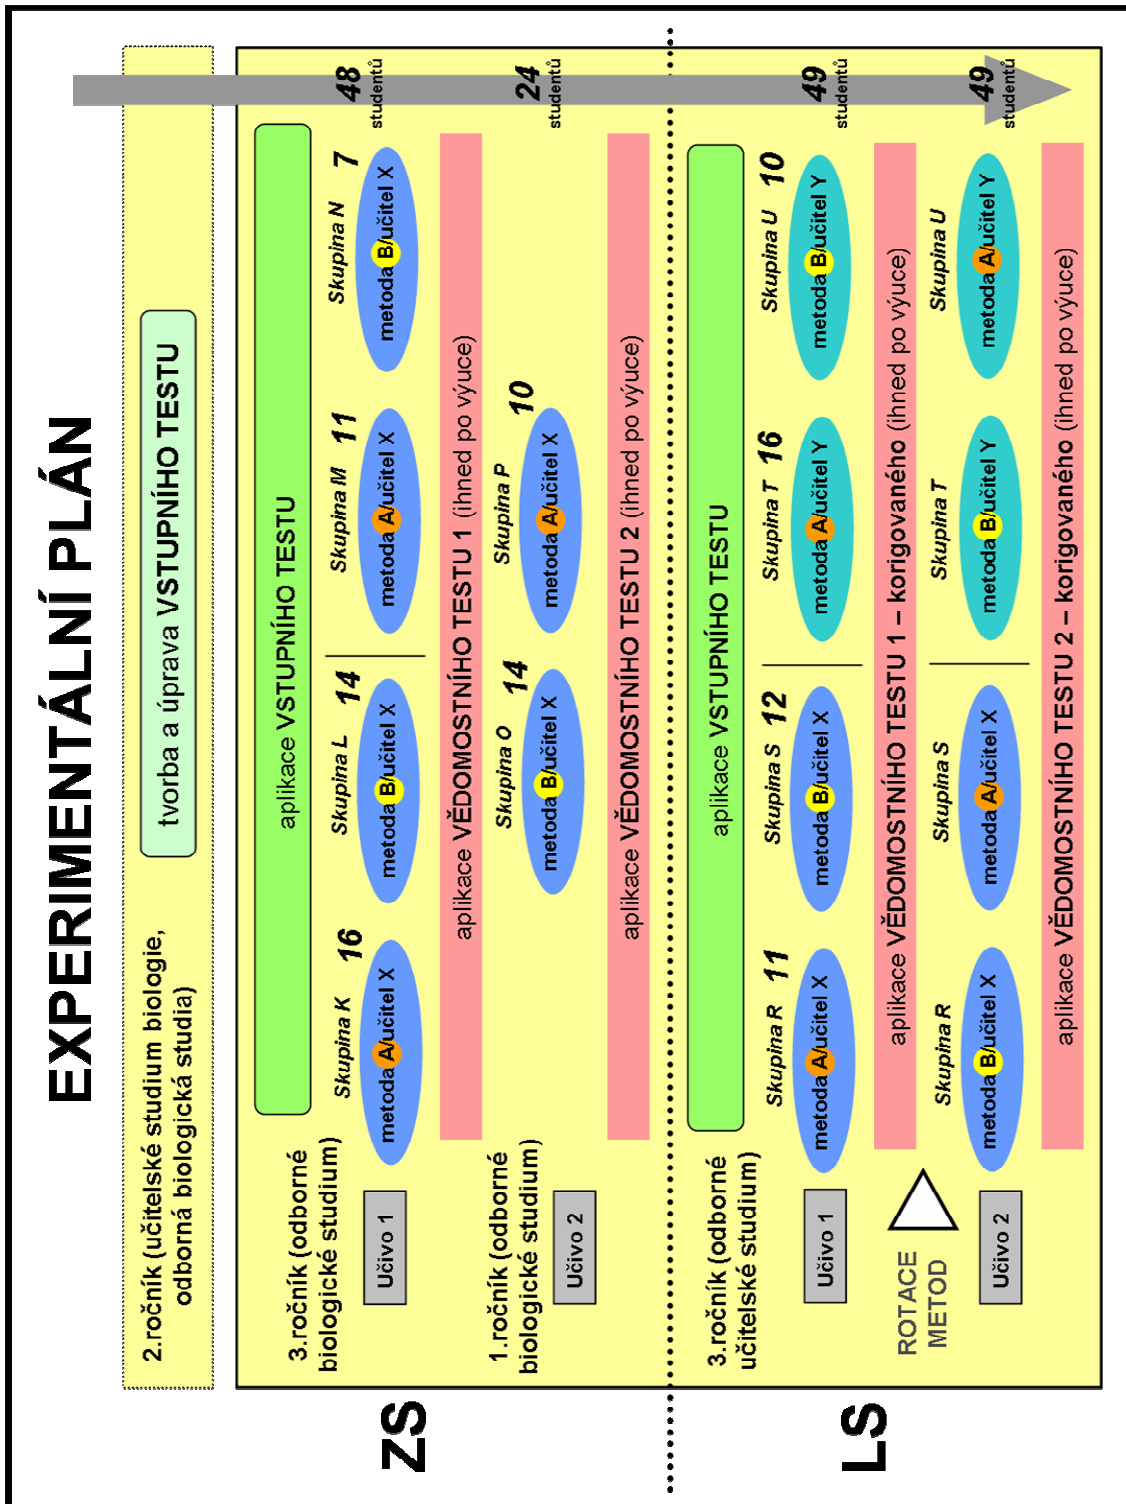 EXPERIMENTÁLNÍ PLÁN
2.ročník (učitelské studium biologie,
odborná biologická studia)
tvorba a úprava VSTUPNÍHO TESTU
ZS
3.ročník (odborné
biologické studium)
aplikace VSTUPNÍHO TESTU
Učivo 1
Skupina K 16
metoda A/učitel X
Skupina L 14
metoda B/učitel X
Skupina M 11
metoda A/učitel X
Skupina N 7
metoda B/učitel X
48
studentů
aplikace VĚDOMOSTNÍHO TESTU 1 (ihned po výuce)
1.ročník (odborné
biologické studium)
Učivo 2
Skupina O 14
metoda B/učitel X
Skupina P 10
metoda A/učitel X
24
studentů
aplikace VĚDOMOSTNÍHO TESTU 2 (ihned po výuce)
LS
3.ročník (odborné
učitelské studium)
aplikace VSTUPNÍHO TESTU
Učivo 1
Skupina R 11
metoda A/učitel X
Skupina S 12
metoda B/učitel X
Skupina T 16
metoda A/učitel Y
Skupina U 10
metoda B/učitel Y
49
studentů
aplikace VĚDOMOSTNÍHO TESTU 1 – korigovaného (ihned po výuce)
ROTACE
METOD
Učivo 2
Skupina R
metoda B/učitel X
Skupina S
metoda A/učitel X
Skupina T
metoda B/učitel Y
Skupina U
metoda A/učitel Y
49
studentů
aplikace VĚDOMOSTNÍHO TESTU 2 – korigovaného (ihned po výuce)